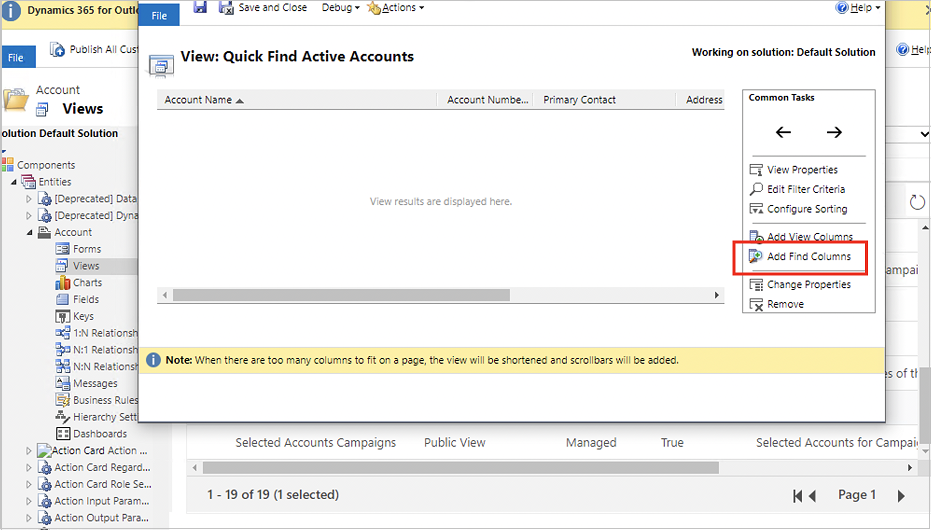 Dynamics 365 for Outlo
File
Publish All Cust
Account
Views
olution Default Solution
Components
Entities
[Deprecated] Data
[Deprecated] Dyna
Account
Forms
Views
Charts
Fields
Keys
1:N Relationsh
N:1 Relationsh
N:N Relationsh
Messages
Business Rules
Hierarchy Sett
Dashboards
Action Card Action ...
Action Card Regard...
Action Card Role Se...
Action Input Param...
Action Output Para...
File
Save and Close
Debug
Actions
Help
View: Quick Find Active Accounts
Working on solution: Default Solution
Account Name
Account Numbe...
Primary Contact
Address
View results are displayed here.
Common Tasks
View Properties
Edit Filter Criteria
Configure Sorting
Add View Columns
Add Find Columns
Change Properties
Remove
Note: When there are too many columns to fit on a page, the view will be shortened and scrollbars will be added.
Help
ampai
es of th
Selected Accounts Campaigns Public View Managed True Selected Accounts for Campai
1 - 19 of 19 (1 selected)
Page 1